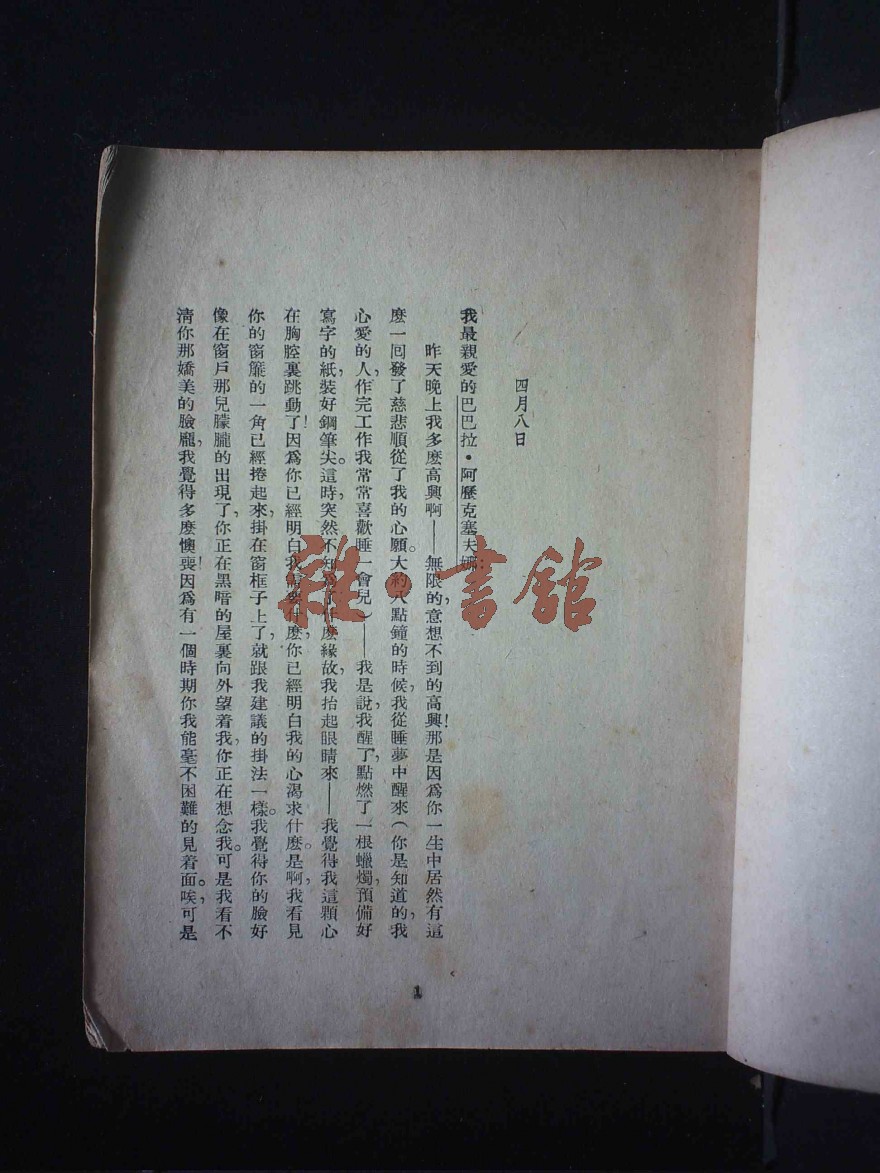 四月八日
我最親愛的巴巴拉·阿歷克塞夫娜：
昨天晚上我多麽高興啊——無限的，意想不到的高興！那是因爲你一生中居然有這
麽一囘發了慈悲順從了我的心願。大約八點鐘的時候，我從睡夢中醒來（你是知道的，我
心愛的人，作完工作我常常喜歡睡一會兒）——我是說，我醒了，點燃了一根蠟燭，預備好
寫字的紙，裝好鋼筆尖。這時，突然不知爲了什麽緣故，我抬起眼睛來——我覺得我這顆心
在胸腔裏跳動了！因爲你已經明白我需要什麽，你已經明白我的心渴求什麽。是啊，我看見
你的窗簾的一角已經捲起來，掛在窗框子上了，就跟我建議的掛法一樣。我覺得你的臉好
像在窗戶那兒朦朧的出現了，你正在黑暗的屋裏向外望着我，你正在想念我。可是我看不
淸你那嬌美的臉龐，我覺得多麽懊喪！因爲有一個時期你我能毫不困難的見着面。唉，可是
1
雜·書館